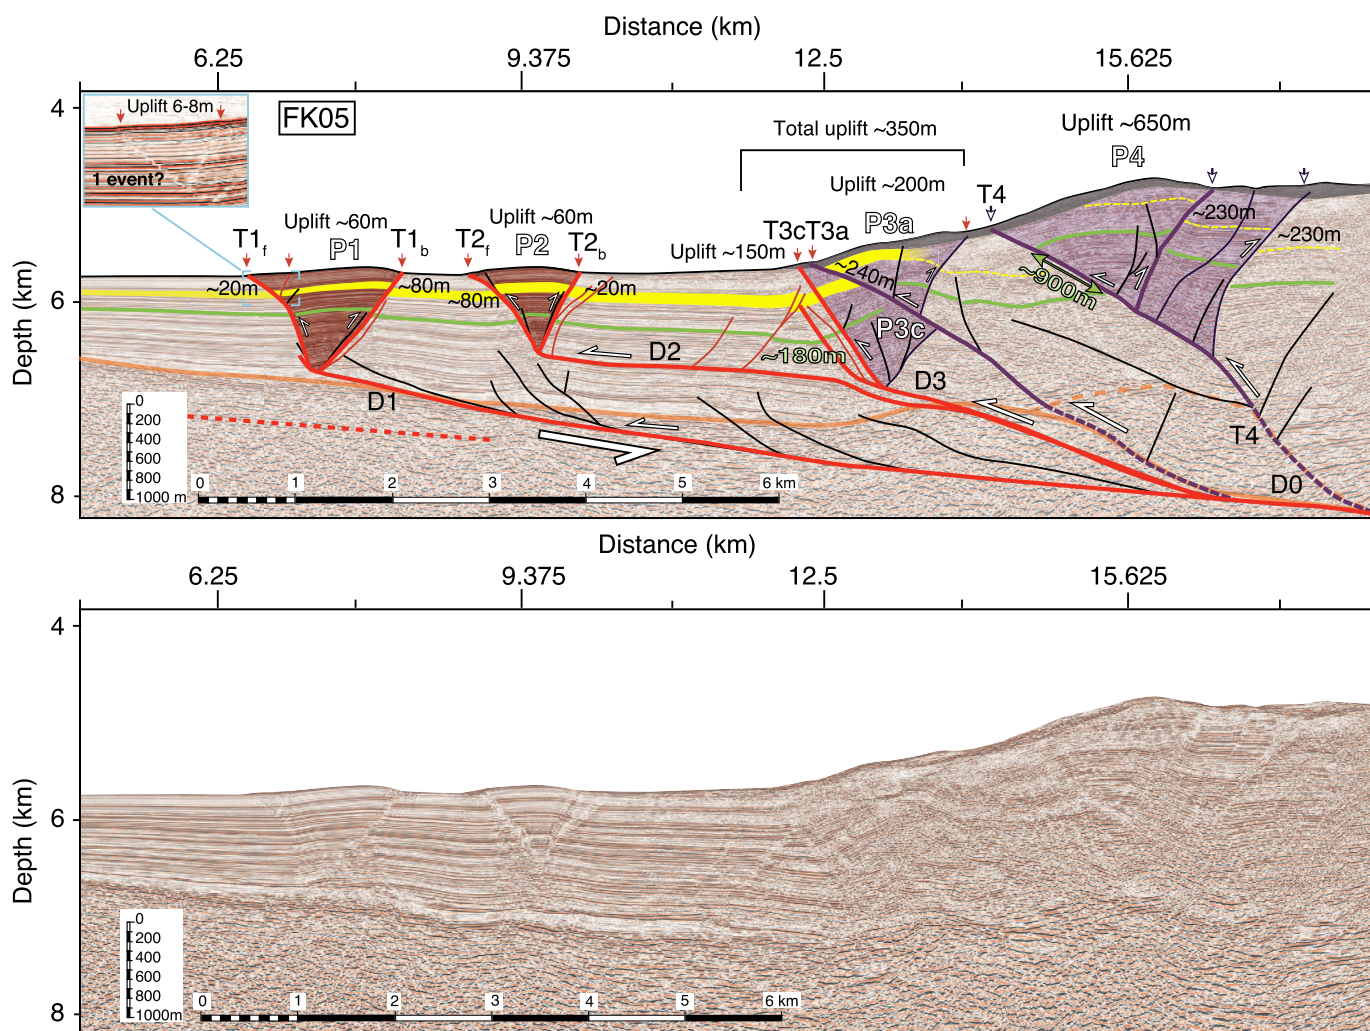 Distance (km)
6.25 9.375 12.5 15.625
Depth (km)
4
6
8
Uplift 6-8m
1 event?
FK05
Total uplift ~350m
Uplift ~650m
P4
Uplift ~200m
T4
P3a
Uplift ~60m
P1
Uplift ~60m
P2
T1f
T1b
T2f
T2b
Uplift ~150m
T3c T3a
~230m
~230m
~20m
~80m
~80m
~20m
~240m
~900m
P3c
D2
~180m
D3
D1
T4
D0
0
200
400
600
800
1000 m
0 1 2 3 4 5 6 km
Distance (km)
6.25 9.375 12.5 15.625
Depth (km)
4
6
8
0
200
400
600
800
1000m
0 1 2 3 4 5 6 km